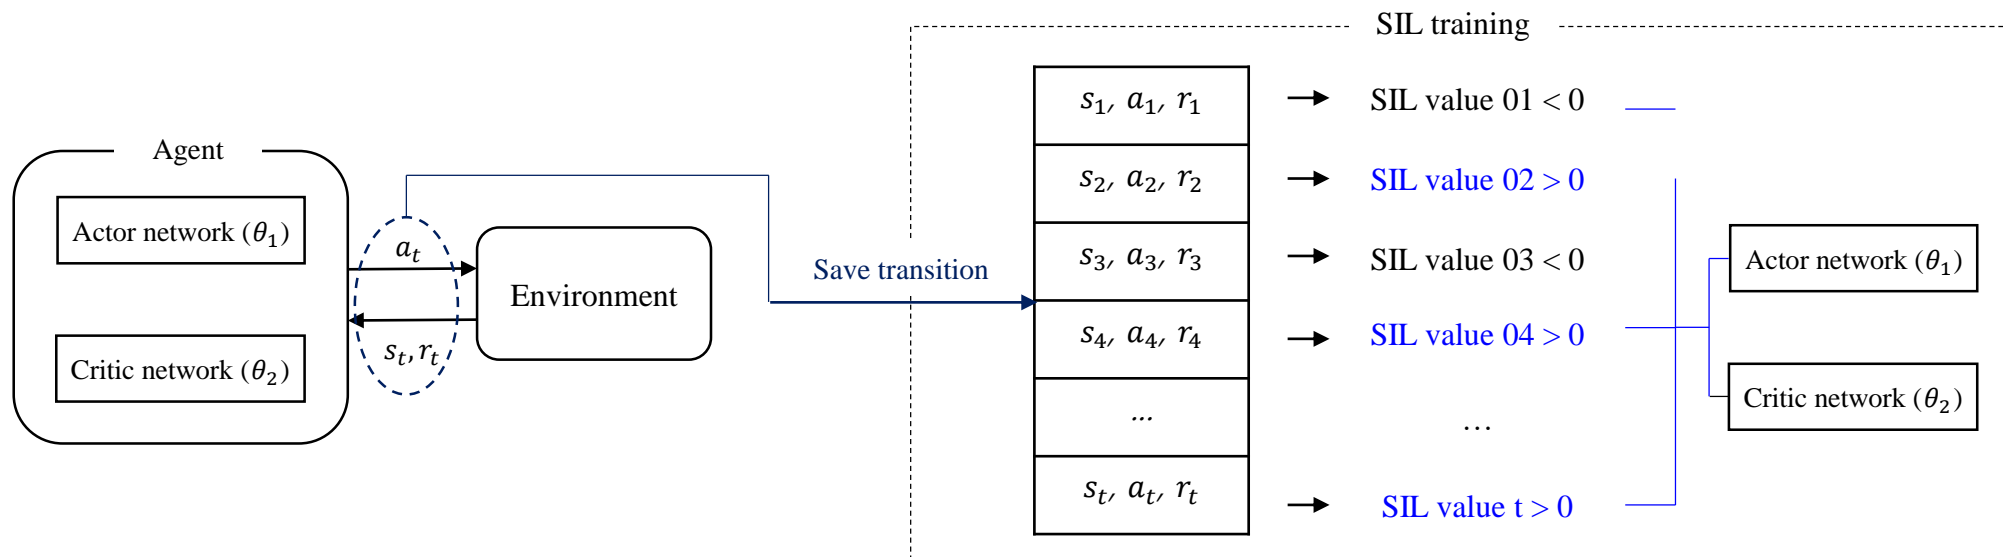 SIL training
Agent
Actor network (θ₁)
Critic network (θ₂)
aₜ
sₜ, rₜ
Environment
Save transition
s₁, a₁, r₁
SIL value 01 < 0
s₂, a₂, r₂
SIL value 02 > 0
s₃, a₃, r₃
SIL value 03 < 0
s₄, a₄, r₄
SIL value 04 > 0
...
...
sₜ, aₜ, rₜ
SIL value t > 0
Actor network (θ₁)
Critic network (θ₂)